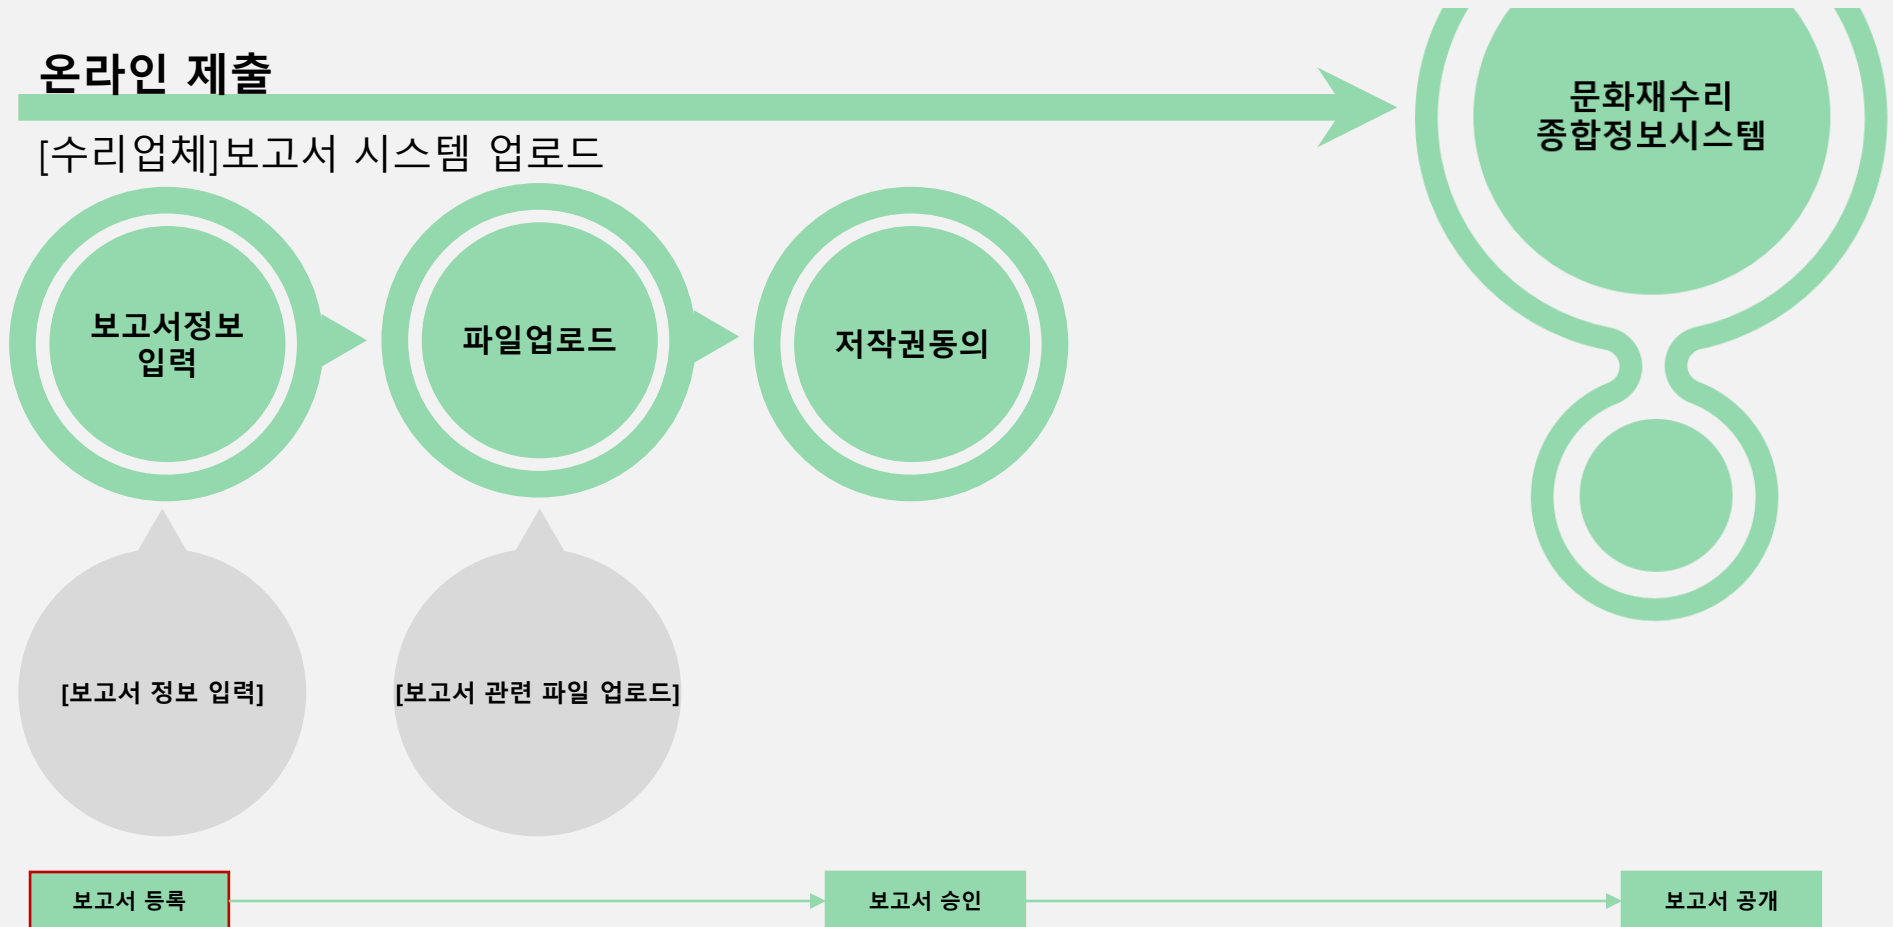 온라인 제출
[수리업체]보고서 시스템 업로드
문화재수리
종합정보시스템
보고서정보
입력
파일업로드
저작권동의
[보고서 정보 입력]
[보고서 관련 파일 업로드]
보고서 등록
보고서 승인
보고서 공개